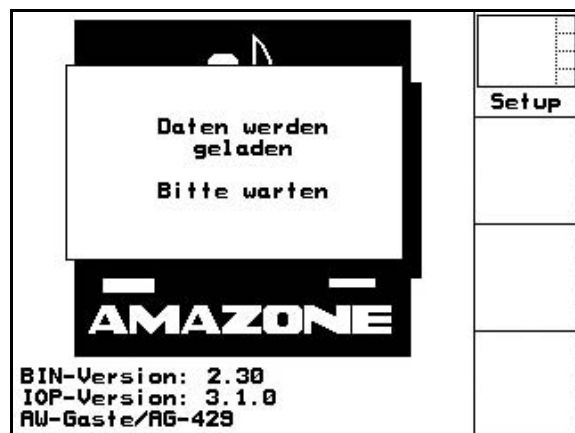 Daten werden
geladen
Bitte warten
Setup
AMAZONE
BIN-Version: 2.30
IOP-Version: 3.1.0
AW-Gaste/AG-429